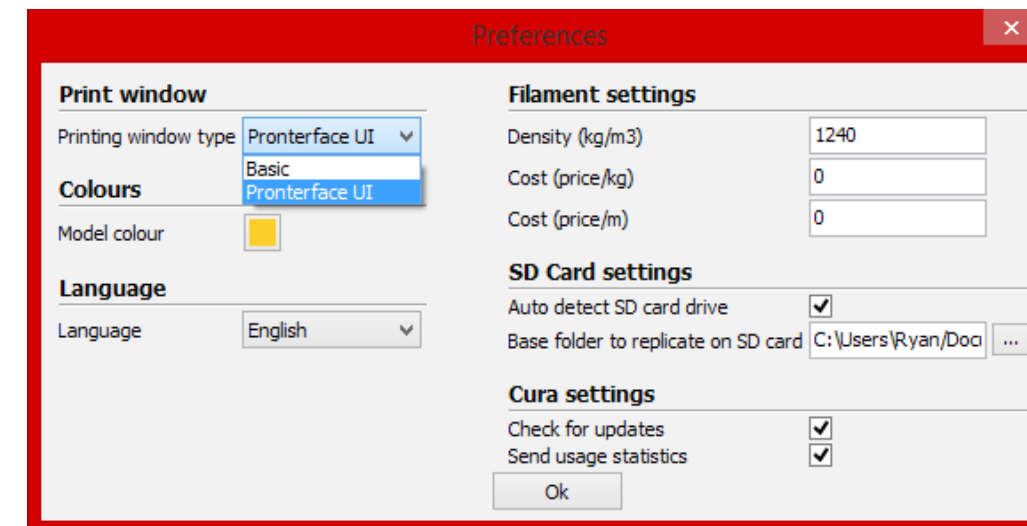 Preferences
Print window
Printing window type Pronterface UI
Basic
Pronterface UI
Colours
Model colour
Language
Language English
Filament settings
Density (kg/m3) 1240
Cost (price/kg) 0
Cost (price/m) 0
SD Card settings
Auto detect SD card drive
Base folder to replicate on SD card C:\Users\Ryan/Docu ...
Cura settings
Check for updates
Send usage statistics
Ok